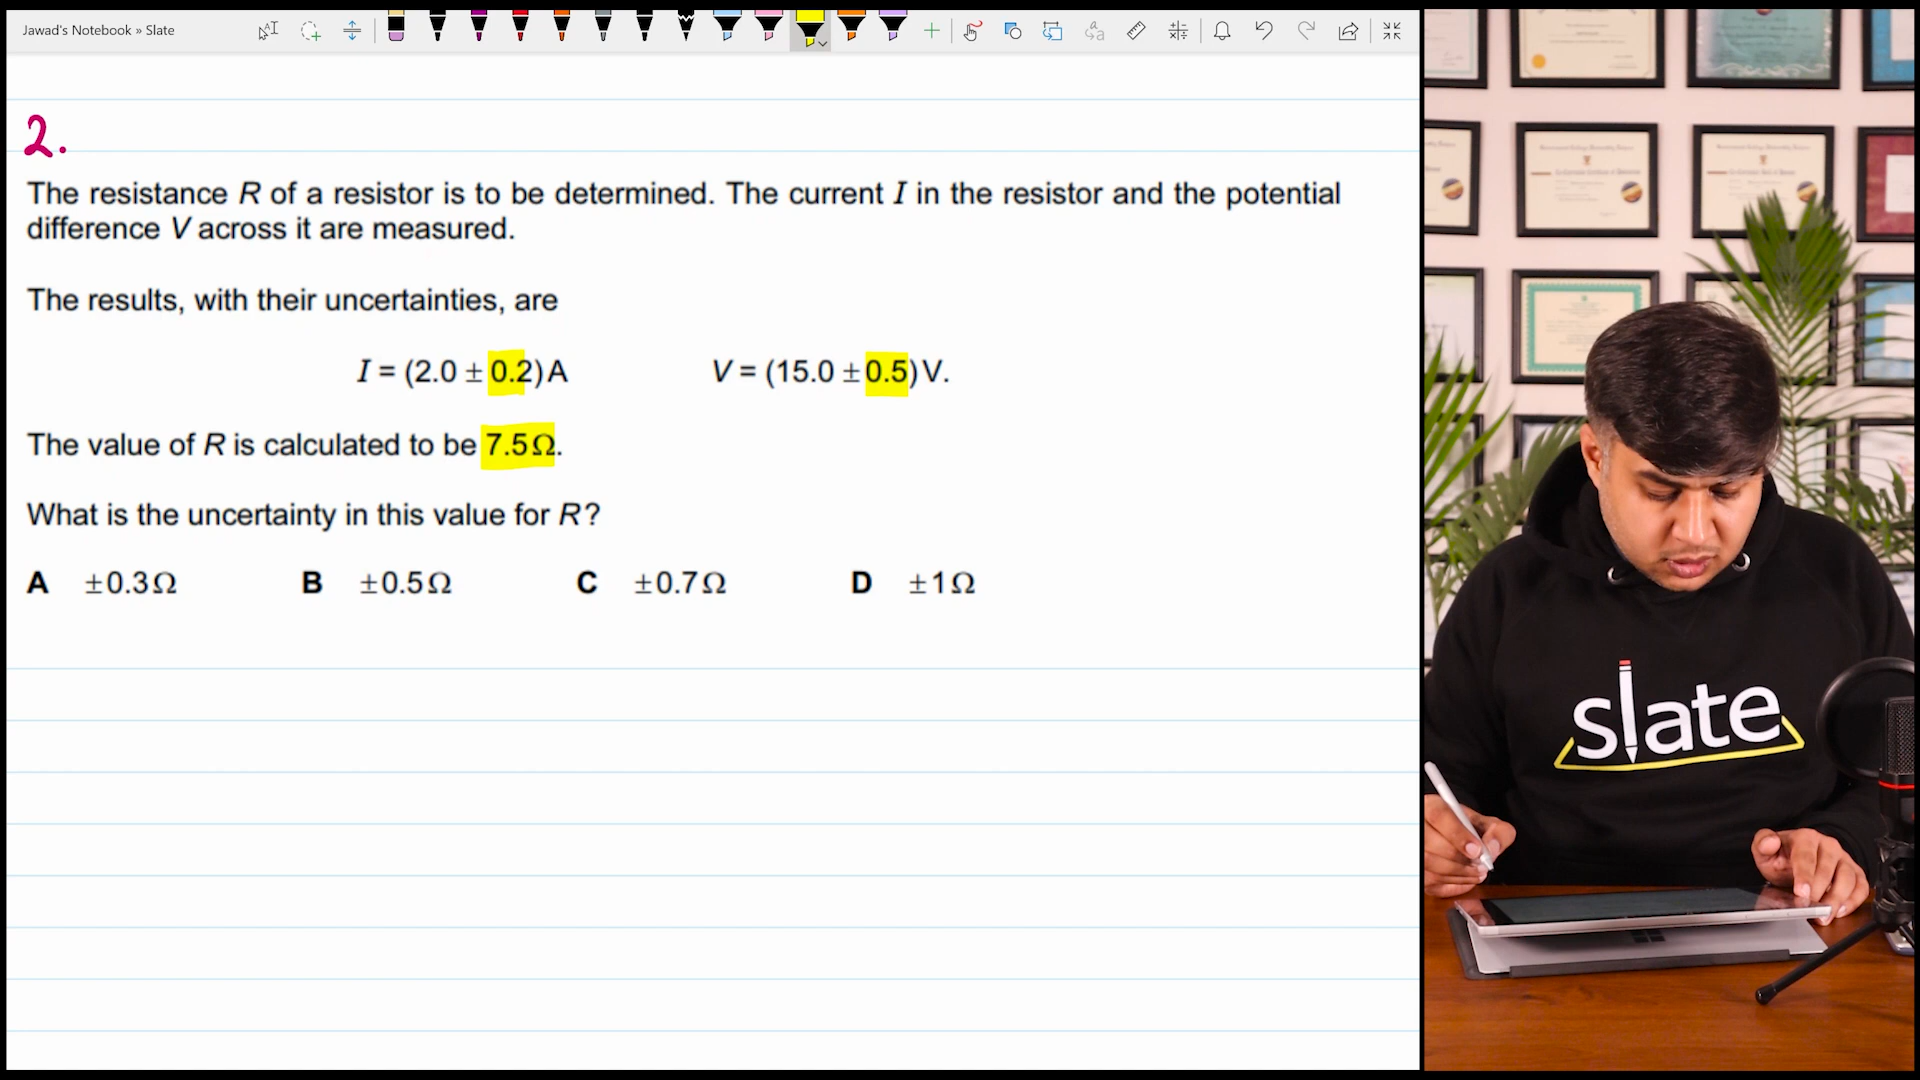 Jawad's Notebook » Slate
2.
The resistance R of a resistor is to be determined. The current I in the resistor and the potential
difference V across it are measured.
The results, with their uncertainties, are
I = (2.0 ± 0.2) A V = (15.0 ± 0.5) V.
The value of R is calculated to be 7.5 Ω.
What is the uncertainty in this value for R?
A ±0.3 Ω B ±0.5 Ω C ±0.7 Ω D ±1 Ω
slate